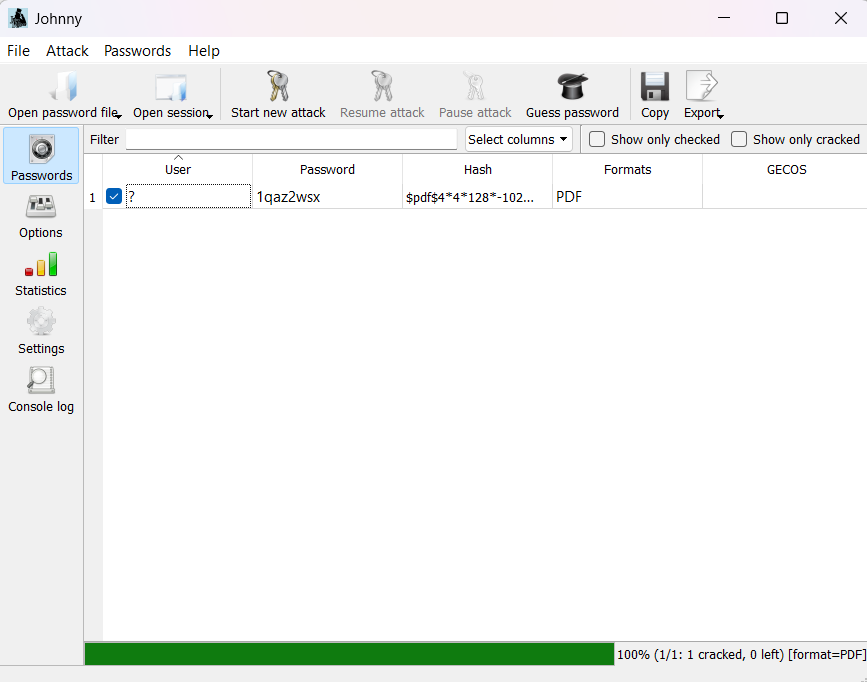 Johnny
File Attack Passwords Help
Open password file Open session Start new attack Resume attack Pause attack Guess password Copy Export
Passwords
Options
Statistics
Settings
Console log
Filter Select columns Show only checked Show only cracked
User Password Hash Formats GECOS
1 ? 1qaz2wsx $pdf$4*4*128*-102... PDF
100% (1/1: 1 cracked, 0 left) [format=PDF]